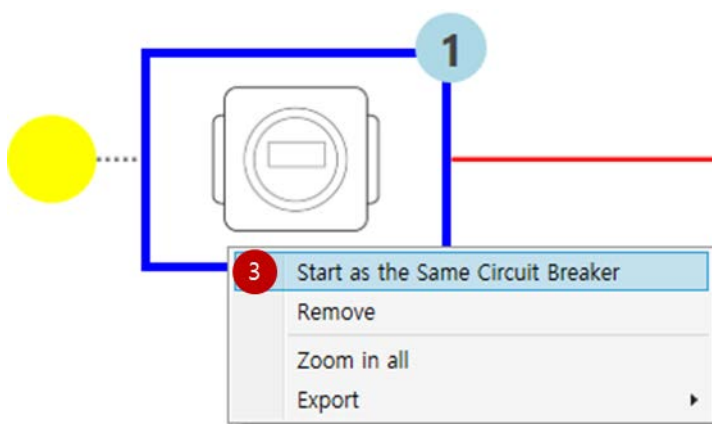 1
3 Start as the Same Circuit Breaker
Remove
Zoom in all
Export